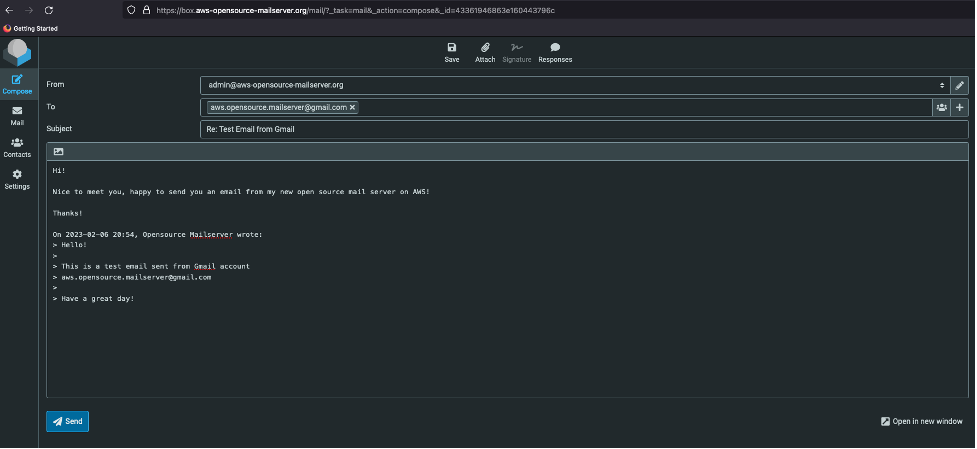 https://box.aws-opensource-mailserver.org/mail/?_task=mail&_action=compose&_id=43361946863e160443796c
Getting Started
Save Attach Signature Responses
Compose
Mail
Contacts
Settings
From admin@aws-opensource-mailserver.org
To aws.opensource.mailserver@gmail.com
Subject Re: Test Email from Gmail
Hi!
Nice to meet you, happy to send you an email from my new open source mail server on AWS!
Thanks!
On 2023-02-06 20:54, Opensource Mailserver wrote:
> Hello!
>
> This is a test email sent from Gmail account
> aws.opensource.mailserver@gmail.com
>
> Have a great day!
Send
Open in new window